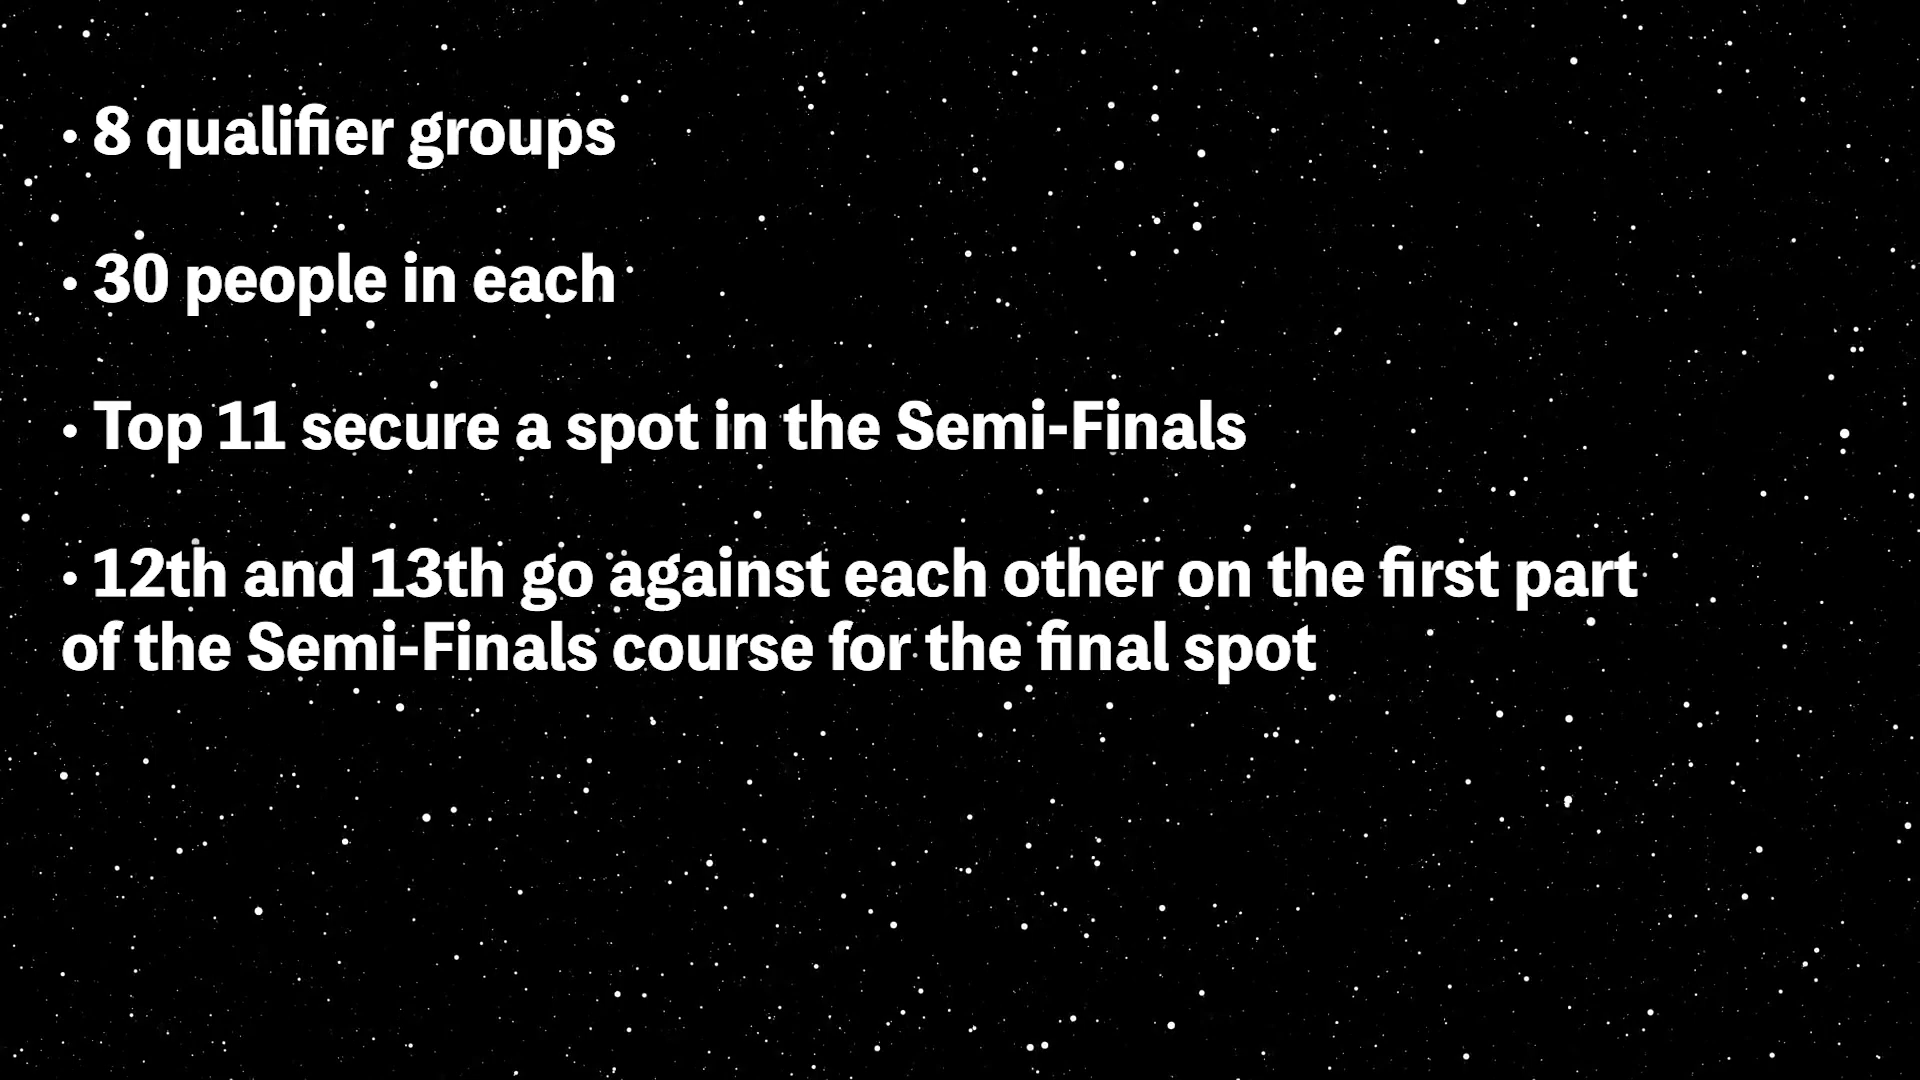 • 8 qualifier groups
• 30 people in each
• Top 11 secure a spot in the Semi-Finals
• 12th and 13th go against each other on the first part
of the Semi-Finals course for the final spot